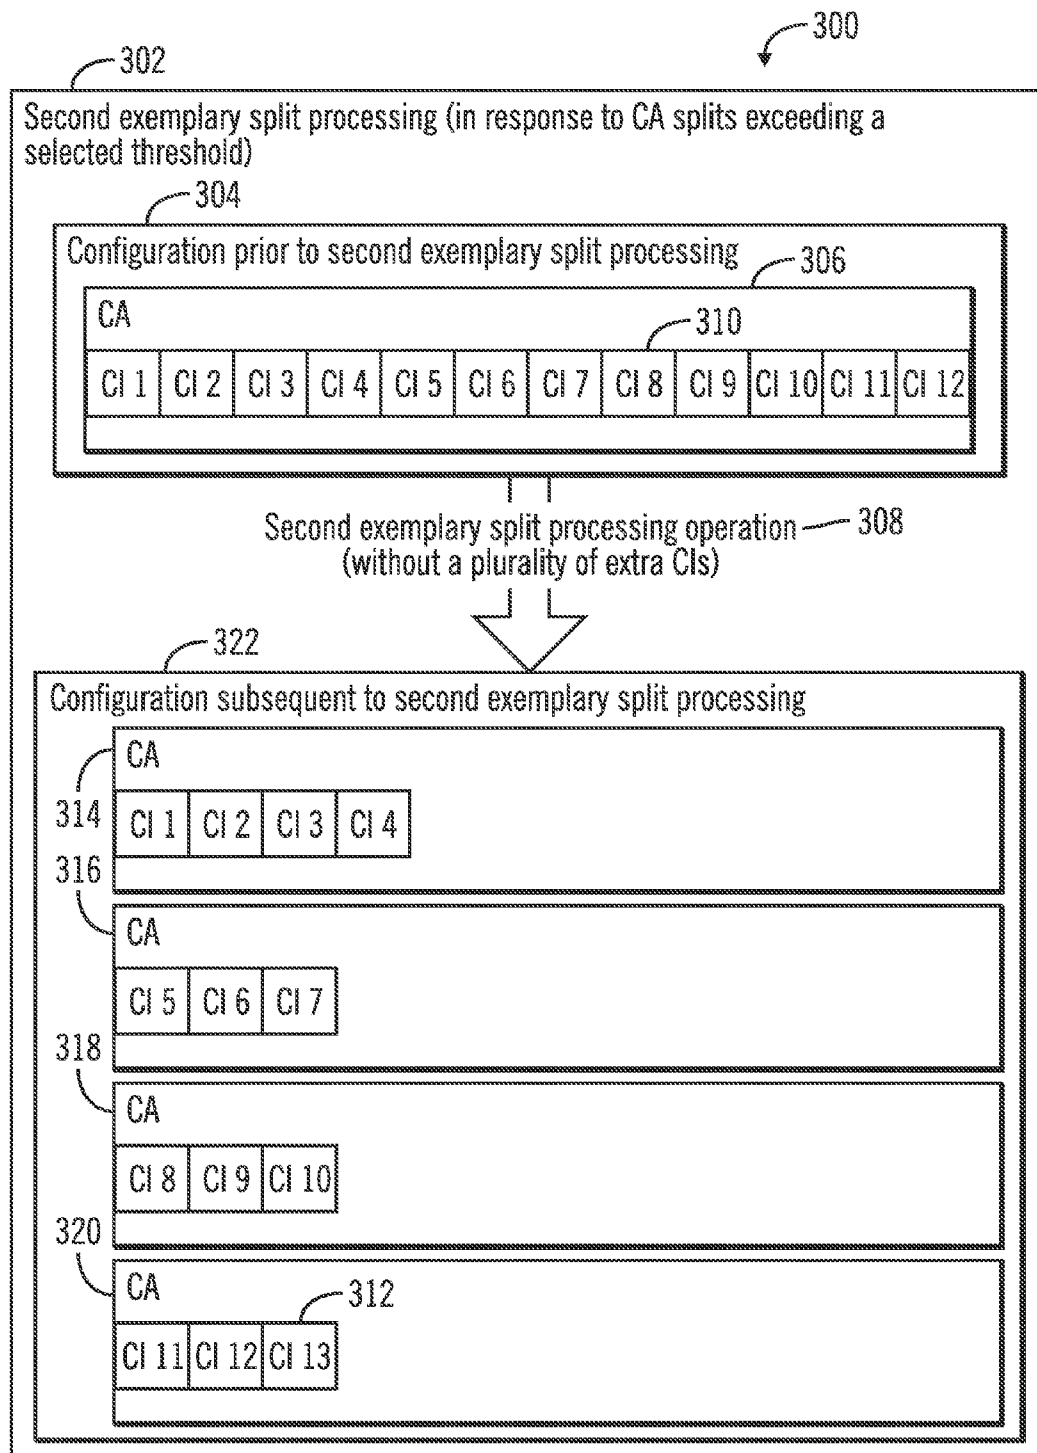 300
302
Second exemplary split processing (in response to CA splits exceeding a
selected threshold)
304
Configuration prior to second exemplary split processing
306
CA
310
CI 1 CI 2 CI 3 CI 4 CI 5 CI 6 CI 7 CI 8 CI 9 CI 10 CI 11 CI 12
Second exemplary split processing operation 308
(without a plurality of extra CIs)
322
Configuration subsequent to second exemplary split processing
CA
314
CI 1 CI 2 CI 3 CI 4
316
CA
CI 5 CI 6 CI 7
318
CA
CI 8 CI 9 CI 10
320
CA
312
CI 11 CI 12 CI 13